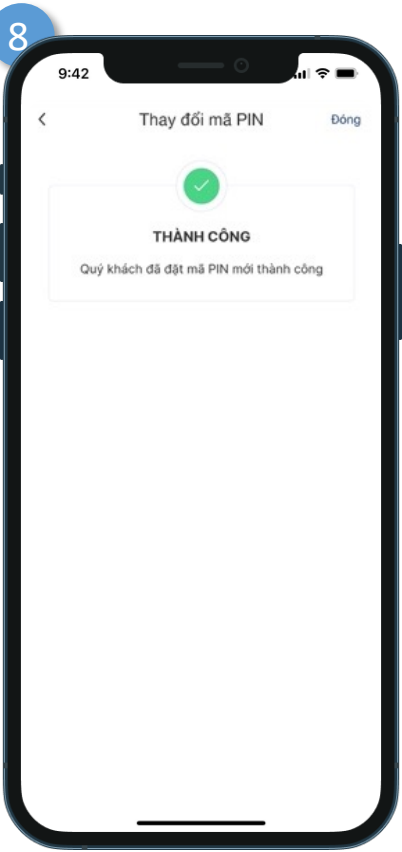 8
9:42
Thay đổi mã PIN
Đóng
THÀNH CÔNG
Quý khách đã đặt mã PIN mới thành công